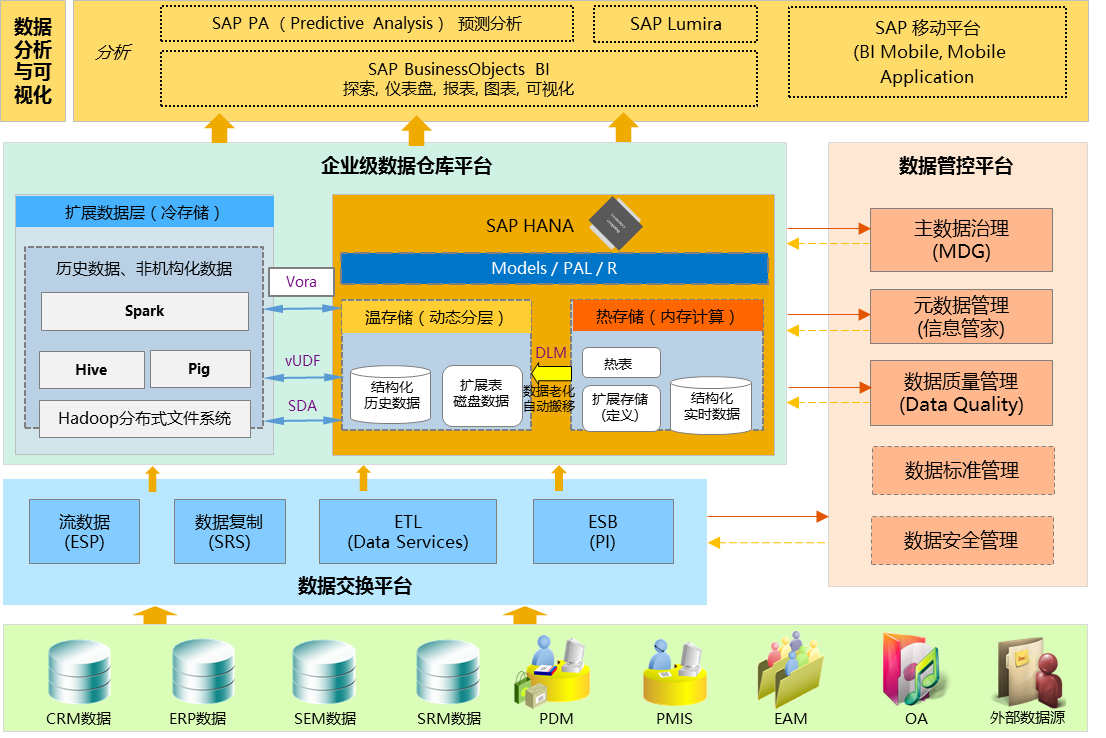 数据
分析
与可
视化
分析
SAP PA （Predictive Analysis） 预测分析
SAP Lumira
SAP BusinessObjects BI
探索, 仪表盘, 报表, 图表, 可视化
SAP 移动平台
(BI Mobile, Mobile
Application
企业级数据仓库平台
扩展数据层（冷存储）
历史数据、非机构化数据
Spark
Hive
Pig
Hadoop分布式文件系统
Vora
vUDF
SDA
SAP HANA
Models / PAL / R
温存储（动态分层）
结构化
历史数据
扩展表
磁盘数据
DLM
数据老化
自动搬移
热存储（内存计算）
热表
扩展存储
(定义)
结构化
实时数据
数据管控平台
主数据治理
(MDG)
元数据管理
(信息管家)
数据质量管理
(Data Quality)
数据标准管理
数据安全管理
流数据
(ESP)
数据复制
(SRS)
ETL
(Data Services)
ESB
(PI)
数据交换平台
CRM数据
ERP数据
SEM数据
SRM数据
PDM
PMIS
EAM
OA
外部数据源